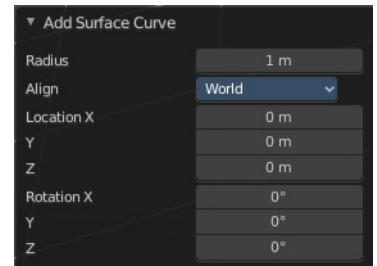 Add Surface Curve
Radius 1 m
Align World
Location X 0 m
Y 0 m
Z 0 m
Rotation X 0°
Y 0°
Z 0°